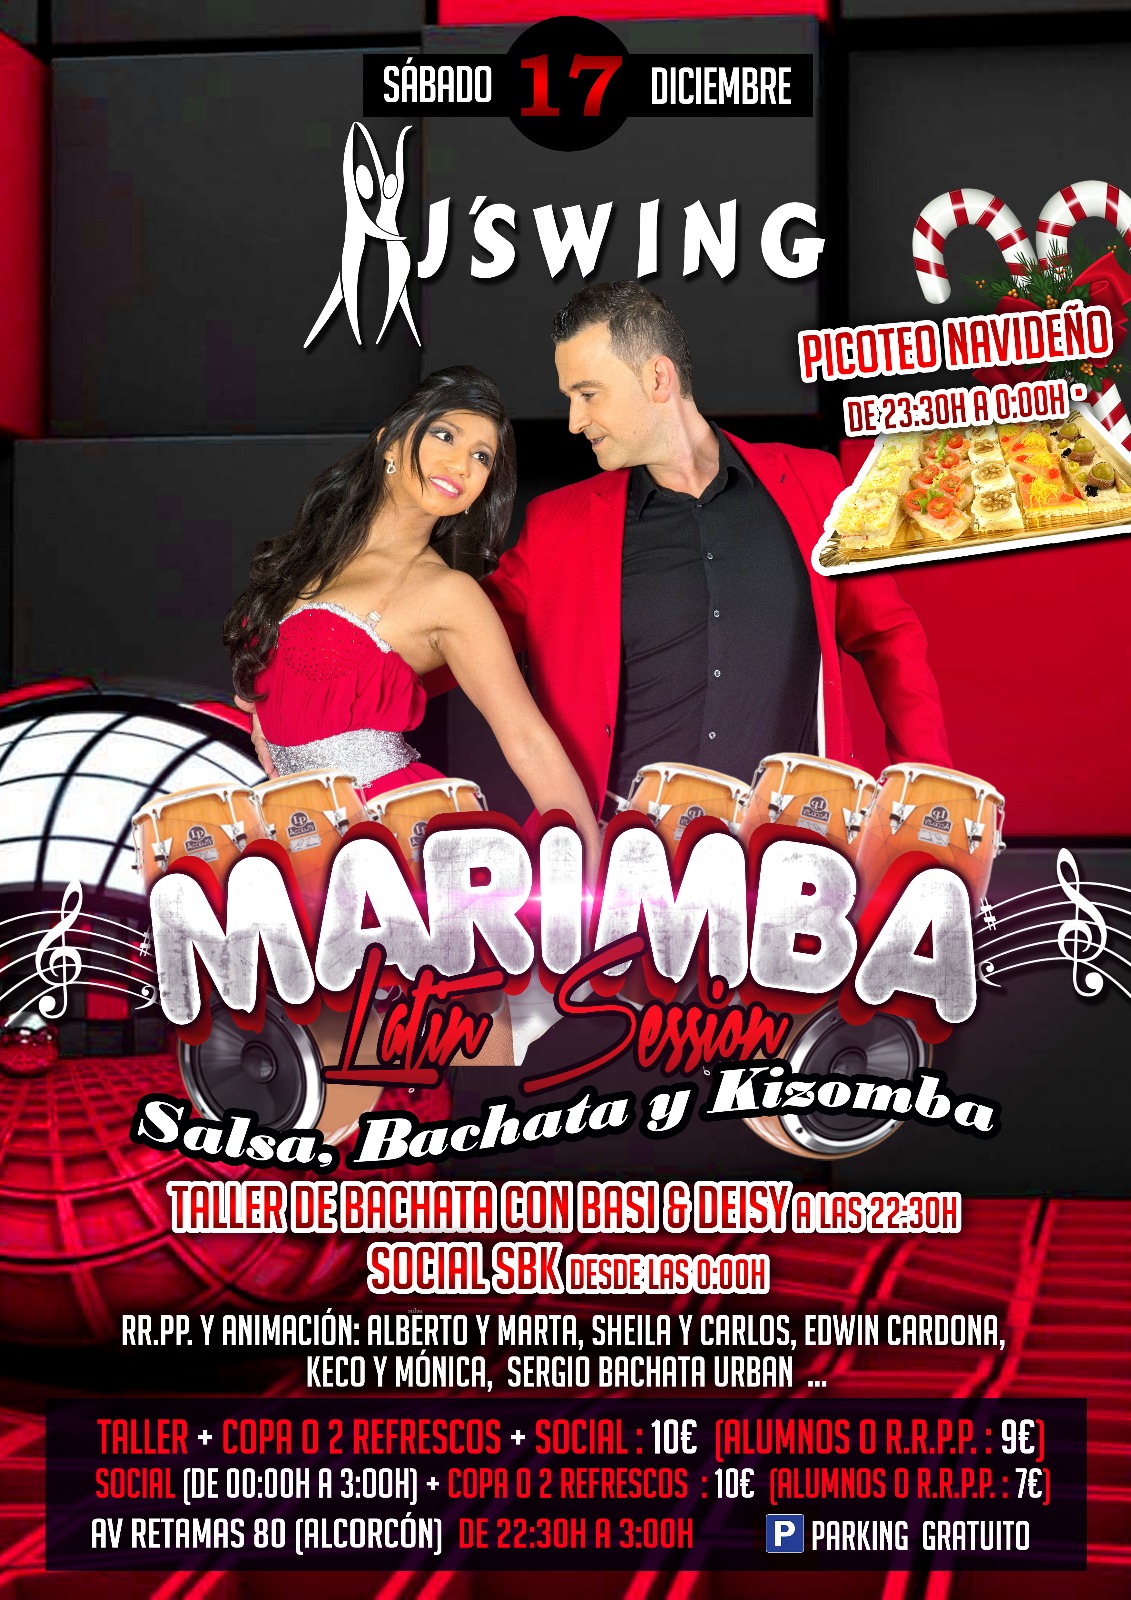 SÁBADO 17 DICIEMBRE
J'SWING
PICOTEO NAVIDEÑO
DE 23:30H A 0:00H
MARIMBA
Latin Session
Salsa, Bachata y Kizomba
TALLER DE BACHATA CON BASI & DEISY A LAS 22:30H
SOCIAL SBK DESDE LAS 0:00H
salsa
RR.PP. Y ANIMACIÓN: ALBERTO Y MARTA, SHEILA Y CARLOS, EDWIN CARDONA,
KECO Y MÓNICA, SERGIO BACHATA URBAN ...
TALLER + COPA O 2 REFRESCOS + SOCIAL : 10€ (ALUMNOS O R.R.P.P. : 9€)
SOCIAL (DE 00:00H A 3:00H) + COPA O 2 REFRESCOS : 10€ (ALUMNOS O R.R.P.P. : 7€)
AV RETAMAS 80 (ALCORCÓN) DE 22:30H A 3:00H P PARKING GRATUITO